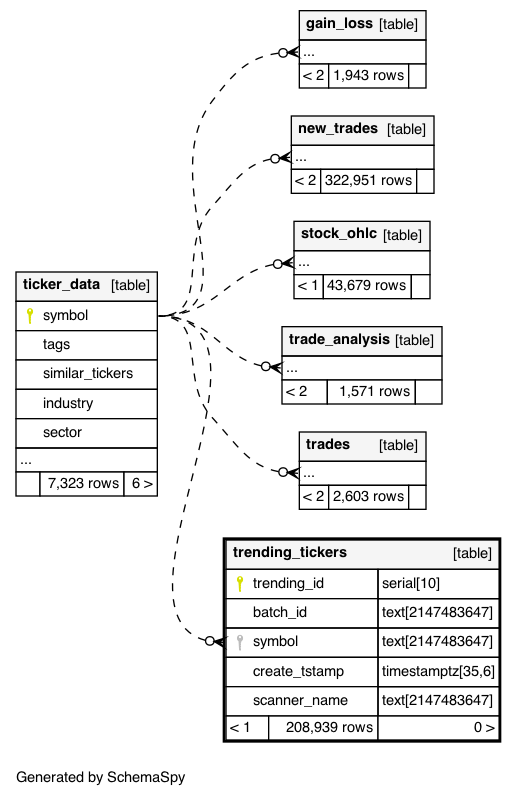 gain_loss [table]
...
< 2 1,943 rows
new_trades [table]
...
< 2 322,951 rows
stock_ohlc [table]
...
< 1 43,679 rows
ticker_data [table]
symbol
tags
similar_tickers
industry
sector
...
7,323 rows 6 >
trade_analysis [table]
...
< 2 1,571 rows
trades [table]
...
< 2 2,603 rows
trending_tickers [table]
trending_id serial[10]
batch_id text[2147483647]
symbol text[2147483647]
create_tstamp timestamptz[35,6]
scanner_name text[2147483647]
< 1 208,939 rows 0 >
Generated by SchemaSpy